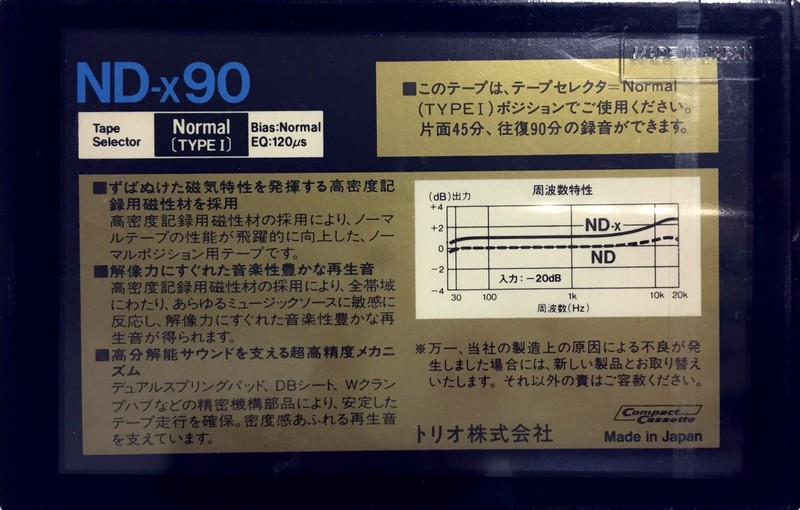 MADE IN JAPAN
ND-x90
Tape
Selector
Normal
(TYPE I)
Bias:Normal
EQ:120μs
■このテープは、テープセレクタ=Normal
(TYPE I)ポジションでご使用ください。
片面45分、往復90分の録音ができます。
■ずばぬけた磁気特性を発揮する高密度記
録用磁性材を採用
高密度記録用磁性材の採用により、ノーマ
ルテープの性能が飛躍的に向上した、ノー
マルポジション用テープです。
■解像力にすぐれた音楽性豊かな再生音
高密度記録用磁性材の採用により、全帯域
にわたり、あらゆるミュージックソースに敏感に
反応し、解像力にすぐれた音楽性豊かな再
生音が得られます。
■高分解能サウンドを支える超高精度メカニ
ズム
デュアルスプリングパッド、DBシート、Wクラン
プハブなどの精密機構部品により、安定した
テープ走行を確保。密度感あふれる再生音
を支えています。
周波数特性
(dB)出力
+4
+2
0
−2
−4
ND-x
ND
入力:−20dB
30 100 1k 10k 20k
周波数(Hz)
※万一、当社の製造上の原因による不良が発
生しました場合には、新しい製品とお取り替え
いたします。それ以外の責はご容赦ください。
Compact
Cassette
トリオ株式会社
Made in Japan